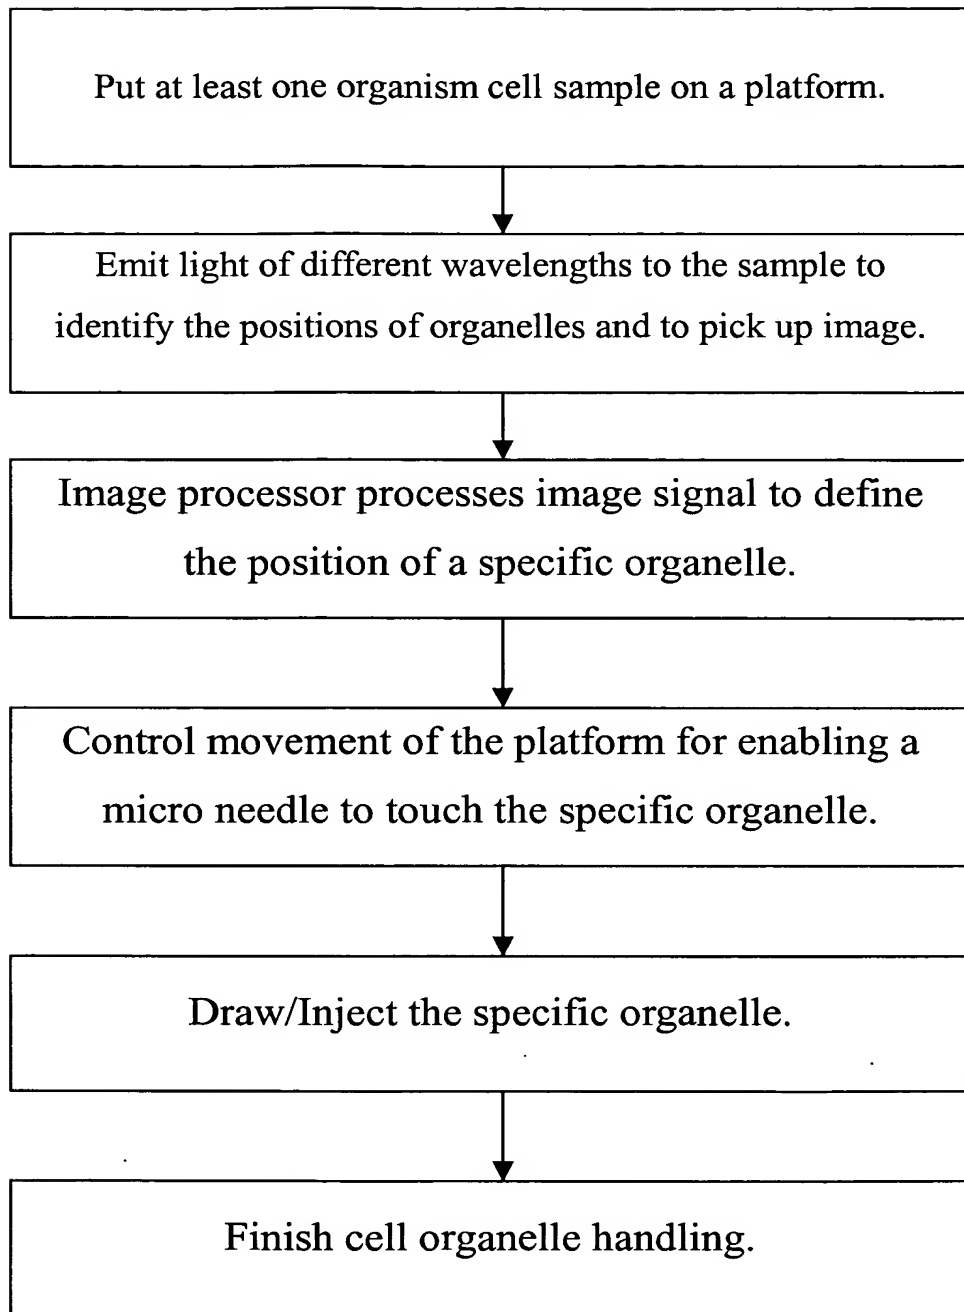 Put at least one organism cell sample on a platform.
Emit light of different wavelengths to the sample to
identify the positions of organelles and to pick up image.
Image processor processes image signal to define
the position of a specific organelle.
Control movement of the platform for enabling a
micro needle to touch the specific organelle.
Draw/Inject the specific organelle.
Finish cell organelle handling.